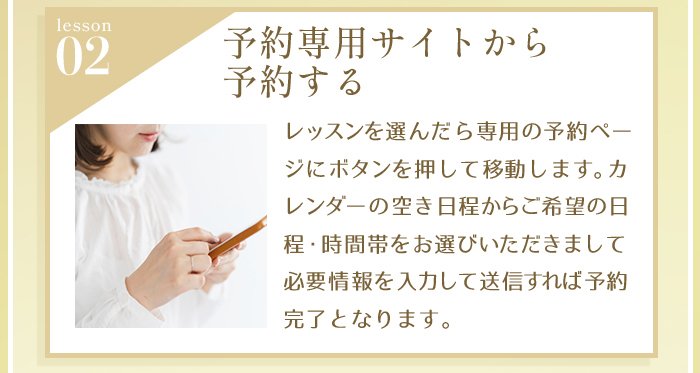 lesson
02
予約専用サイトから
予約する
レッスンを選んだら専用の予約ペー
ジにボタンを押して移動します。カ
レンダーの空き日程からご希望の日
程・時間帯をお選びいただきまして
必要情報を入力して送信すれば予約
完了となります。